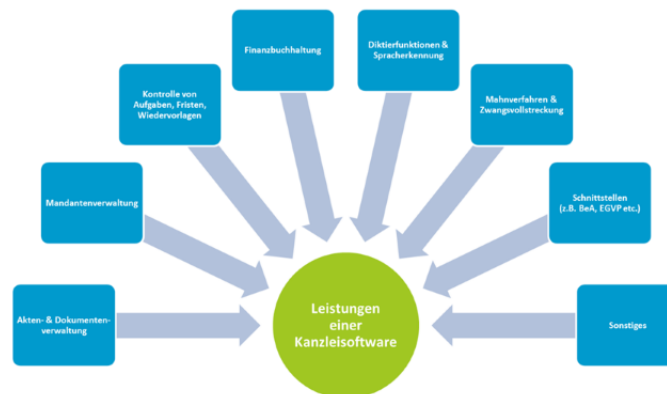 Finanzbuchhaltung
Diktierfunktionen &
Spracherkennung
Kontrolle von
Aufgaben, Fristen,
Wiedervorlagen
Mahnverfahren &
Zwangsvollstreckung
Mandantenverwaltung
Schnittstellen
(z.B. BeA, EGVP etc.)
Akten- & Dokumenten-
verwaltung
Leistungen
einer
Kanzleisoftware
Sonstiges